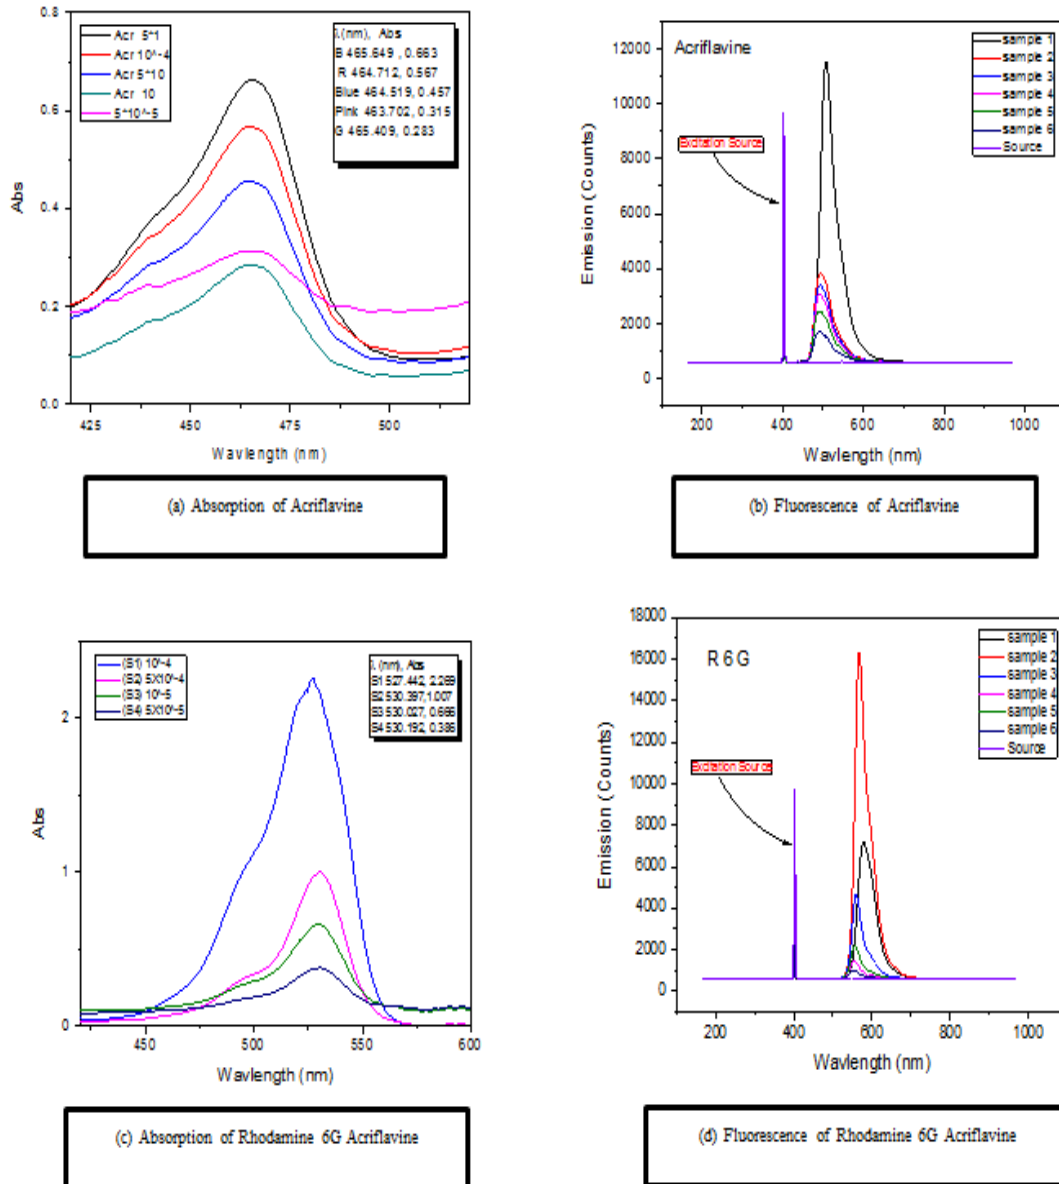 0.8
0.6
0.4
0.2
0.0
Abs
Acr 5*1
Acr 10^-4
Acr 5*10
Acr 10
5*10^-5
λ(nm), Abs
B 465.649 , 0.663
R 464.712, 0.567
Blue 464.519, 0.457
Pink 463.702, 0.315
G 465.409, 0.283
425 450 475 500
Wavlength (nm)
(a) Absorption of Acriflavine
12000
10000
8000
6000
4000
2000
0
Emission ( Counts)
Acriflavine
Excitation Source
sample 1
sample 2
sample 3
sample 4
sample 5
sample 6
Source
200 400 600 800 1000
Wavlength (nm)
(b) Fluorescence of Acriflavine
2
1
0
Abs
(S1) 10^-4
(S2) 5X10^-4
(S3) 10^-5
(S4) 5X10^-5
λ (nm), Abs
S1 527.442, 2.269
S2 530.397,1.007
S3 530.027, 0.666
S4 530.192, 0.386
450 500 550 600
Wavlength (nm)
(c) Absorption of Rhodamine 6G Acriflavine
18000
16000
14000
12000
10000
8000
6000
4000
2000
0
Emission ( Counts)
R 6 G
Excitation Source
sample 1
sample 2
sample 3
sample 4
sample 5
sample 6
Source
200 400 600 800 1000
Wavlength (nm)
(d) Fluorescence of Rhodamine 6G Acriflavine